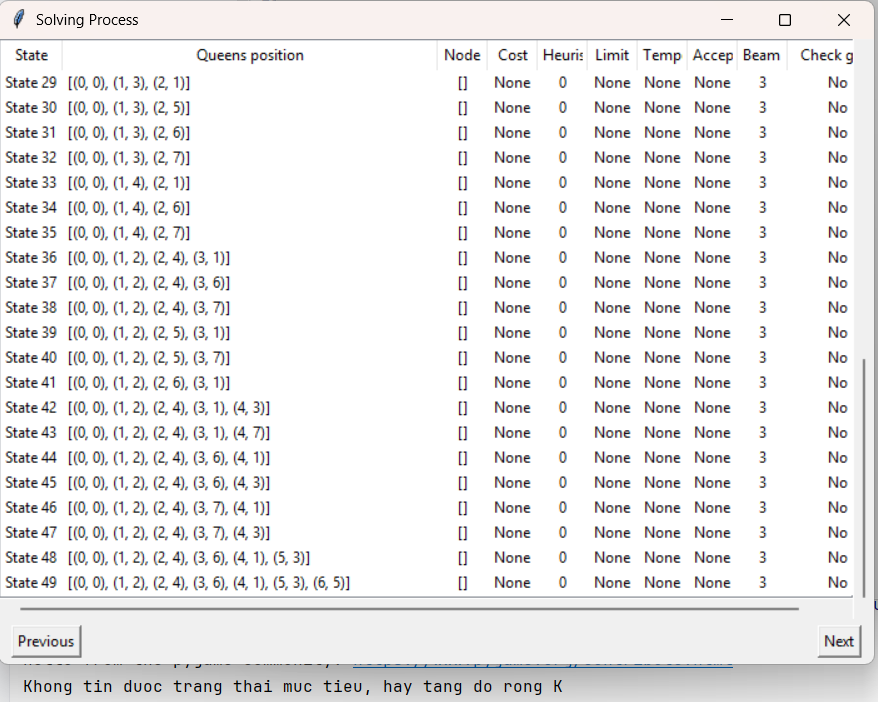 Solving Process
State Queens position Node Cost Heuris Limit Temp Accep Beam Check g
State 29 [(0, 0), (1, 3), (2, 1)] [] None 0 None None None 3 No
State 30 [(0, 0), (1, 3), (2, 5)] [] None 0 None None None 3 No
State 31 [(0, 0), (1, 3), (2, 6)] [] None 0 None None None 3 No
State 32 [(0, 0), (1, 3), (2, 7)] [] None 0 None None None 3 No
State 33 [(0, 0), (1, 4), (2, 1)] [] None 0 None None None 3 No
State 34 [(0, 0), (1, 4), (2, 6)] [] None 0 None None None 3 No
State 35 [(0, 0), (1, 4), (2, 7)] [] None 0 None None None 3 No
State 36 [(0, 0), (1, 2), (2, 4), (3, 1)] [] None 0 None None None 3 No
State 37 [(0, 0), (1, 2), (2, 4), (3, 6)] [] None 0 None None None 3 No
State 38 [(0, 0), (1, 2), (2, 4), (3, 7)] [] None 0 None None None 3 No
State 39 [(0, 0), (1, 2), (2, 5), (3, 1)] [] None 0 None None None 3 No
State 40 [(0, 0), (1, 2), (2, 5), (3, 7)] [] None 0 None None None 3 No
State 41 [(0, 0), (1, 2), (2, 6), (3, 1)] [] None 0 None None None 3 No
State 42 [(0, 0), (1, 2), (2, 4), (3, 1), (4, 3)] [] None 0 None None None 3 No
State 43 [(0, 0), (1, 2), (2, 4), (3, 1), (4, 7)] [] None 0 None None None 3 No
State 44 [(0, 0), (1, 2), (2, 4), (3, 6), (4, 1)] [] None 0 None None None 3 No
State 45 [(0, 0), (1, 2), (2, 4), (3, 6), (4, 3)] [] None 0 None None None 3 No
State 46 [(0, 0), (1, 2), (2, 4), (3, 7), (4, 1)] [] None 0 None None None 3 No
State 47 [(0, 0), (1, 2), (2, 4), (3, 7), (4, 3)] [] None 0 None None None 3 No
State 48 [(0, 0), (1, 2), (2, 4), (3, 6), (4, 1), (5, 3)] [] None 0 None None None 3 No
State 49 [(0, 0), (1, 2), (2, 4), (3, 6), (4, 1), (5, 3), (6, 5)] [] None 0 None None None 3 No
Previous Next
Khong tin duoc trang thai muc tieu, hay tang do rong K